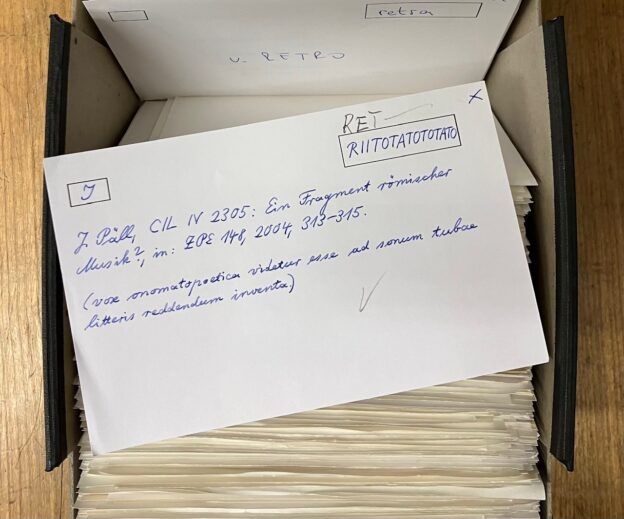 retra
v. RETRO
RET
x
RIITOTATOTOTATO
J
J. Päll, CIL IV 2305: Ein Fragment römischer
Musik?, in: ZPE 148, 2004, 313-315.
(vox onomatopoetica videtur esse ad sonum tubae
litteris reddendum inventa)